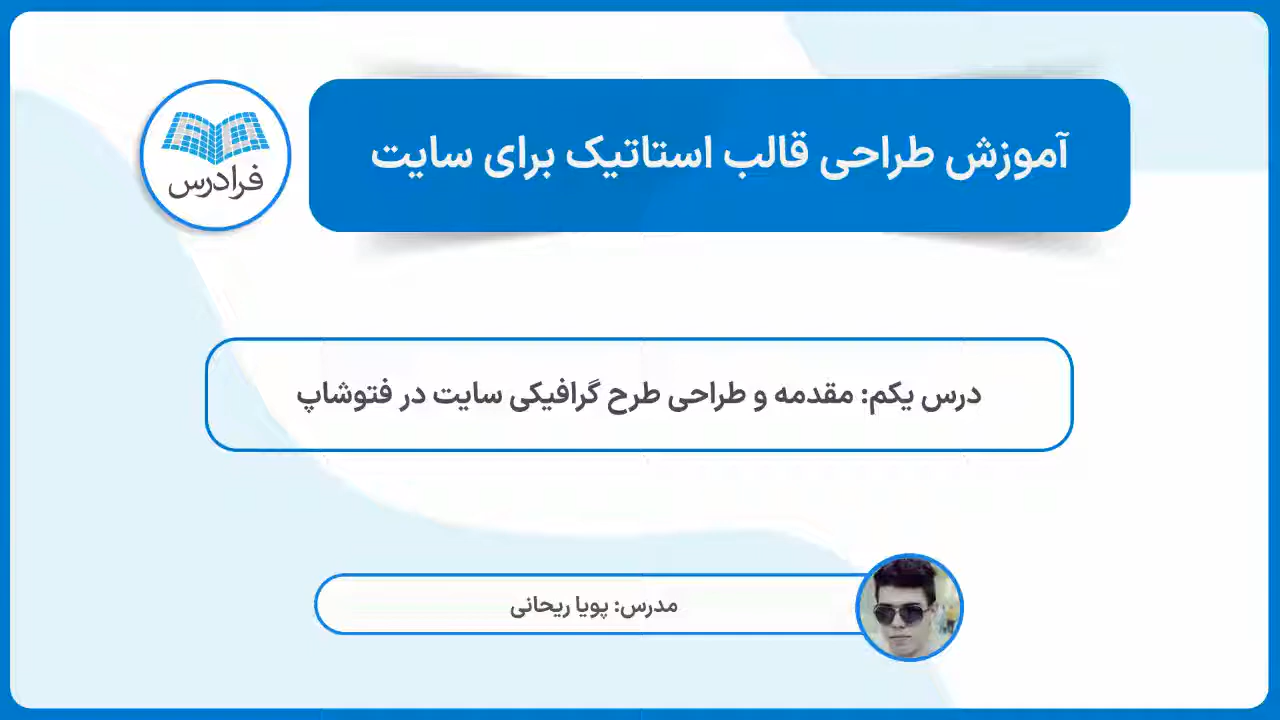 آموزش طراحی قالب استاتیک برای سایت
فرادرس
درس یکم: مقدمه و طراحی طرح گرافیکی سایت در فتوشاپ
مدرس: پویا ریحانی